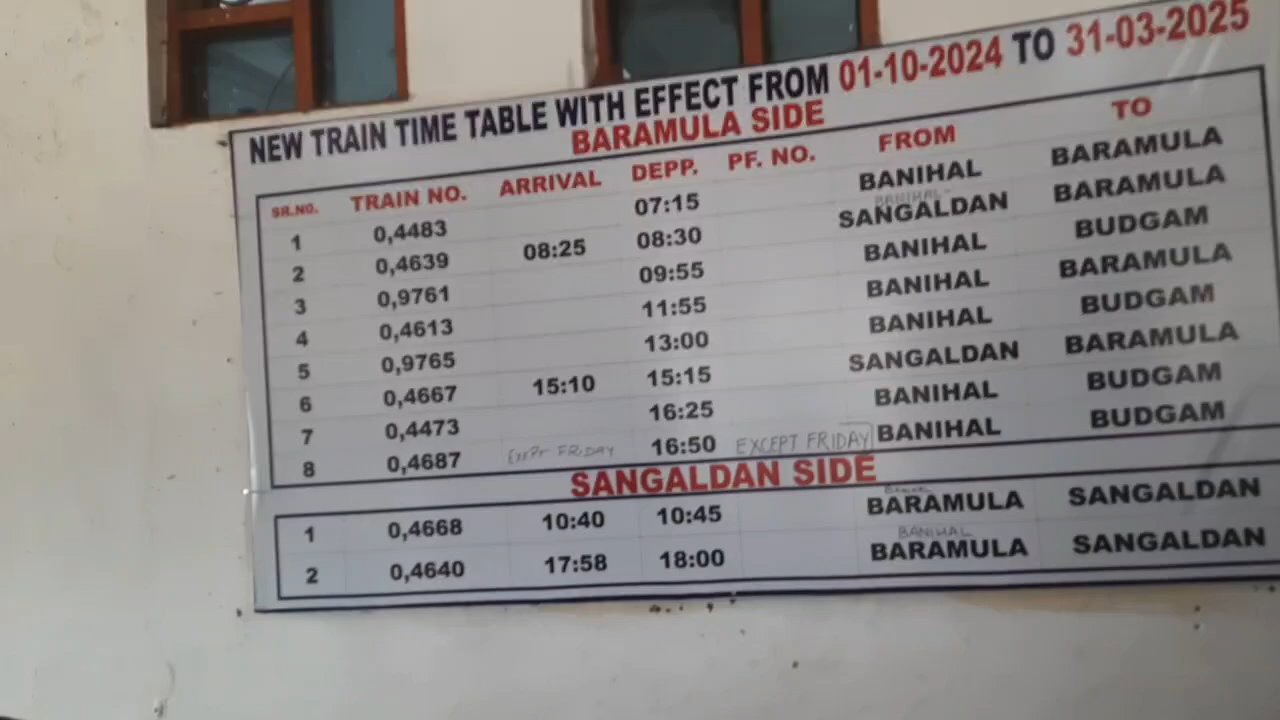 NEW TRAIN TIME TABLE WITH EFFECT FROM 01-10-2024 TO 31-03-2025
BARAMULA SIDE
SR.NO. TRAIN NO. ARRIVAL DEPP. PF. NO. FROM TO
1 0,4483 07:15 BANIHAL BARAMULA
BANIHAL
2 0,4639 08:25 08:30 SANGALDAN BARAMULA
3 0,9761 09:55 BANIHAL BUDGAM
4 0,4613 11:55 BANIHAL BARAMULA
5 0,9765 13:00 BANIHAL BUDGAM
6 0,4667 15:10 15:15 SANGALDAN BARAMULA
7 0,4473 16:25 BANIHAL BUDGAM
8 0,4687 FRIDAY 16:50 EXCEPT FRIDAY BANIHAL BUDGAM
SANGALDAN SIDE
1 0,4668 10:40 10:45 BARAMULA SANGALDAN
BANIHAL
2 0,4640 17:58 18:00 BARAMULA SANGALDAN